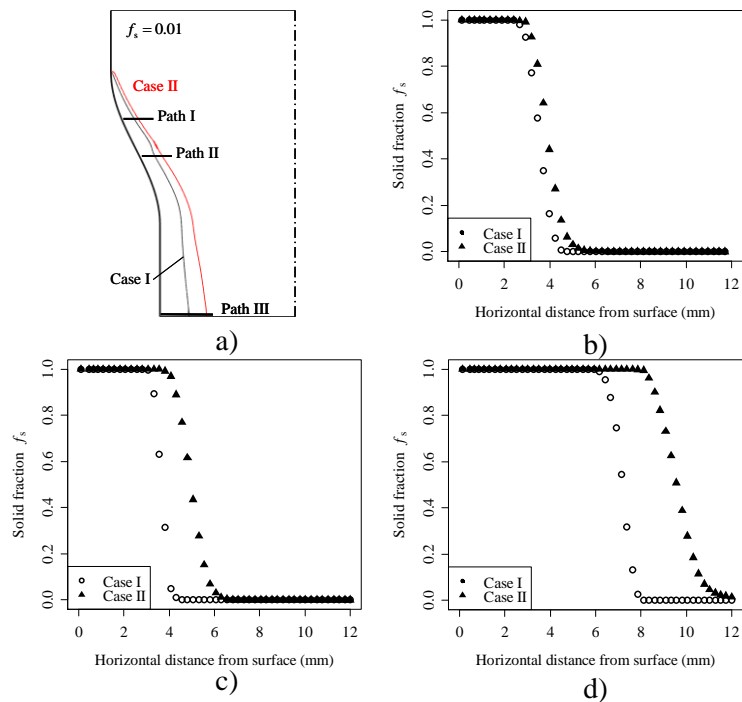 fs = 0.01
Case II
Path I
Path II
Case I
Path III
a)
Solid fraction fs
1.0
0.8
0.6
0.4
0.2
0.0
Case I
Case II
0 2 4 6 8 10 12
Horizontal distance from surface (mm)
b)
Solid fraction fs
1.0
0.8
0.6
0.4
0.2
0.0
Case I
Case II
0 2 4 6 8 10 12
Horizontal distance from surface (mm)
c)
Solid fraction fs
1.0
0.8
0.6
0.4
0.2
0.0
Case I
Case II
0 2 4 6 8 10 12
Horizontal distance from surface (mm)
d)